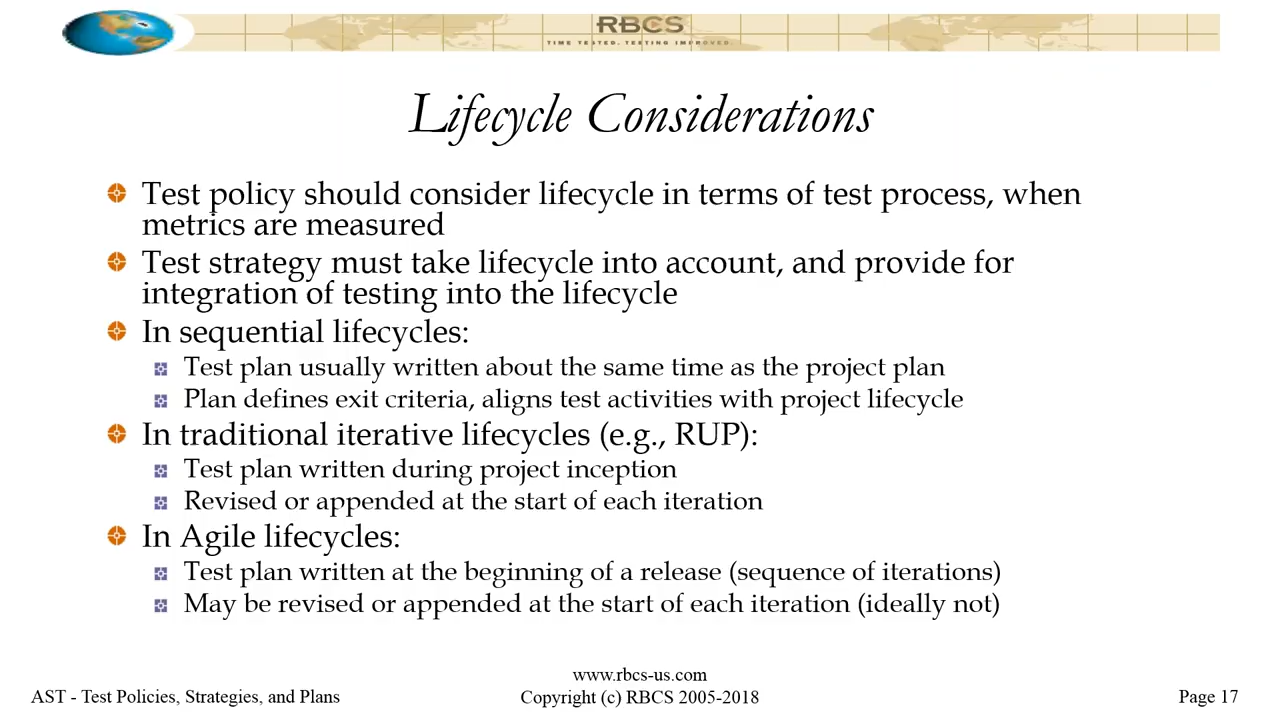 RBCS
TIME TESTED. TESTING IMPROVED.
Lifecycle Considerations
Test policy should consider lifecycle in terms of test process, when
metrics are measured
Test strategy must take lifecycle into account, and provide for
integration of testing into the lifecycle
In sequential lifecycles:
Test plan usually written about the same time as the project plan
Plan defines exit criteria, aligns test activities with project lifecycle
In traditional iterative lifecycles (e.g., RUP):
Test plan written during project inception
Revised or appended at the start of each iteration
In Agile lifecycles:
Test plan written at the beginning of a release (sequence of iterations)
May be revised or appended at the start of each iteration (ideally not)
www.rbcs-us.com
AST - Test Policies, Strategies, and Plans
Copyright (c) RBCS 2005-2018
Page 17